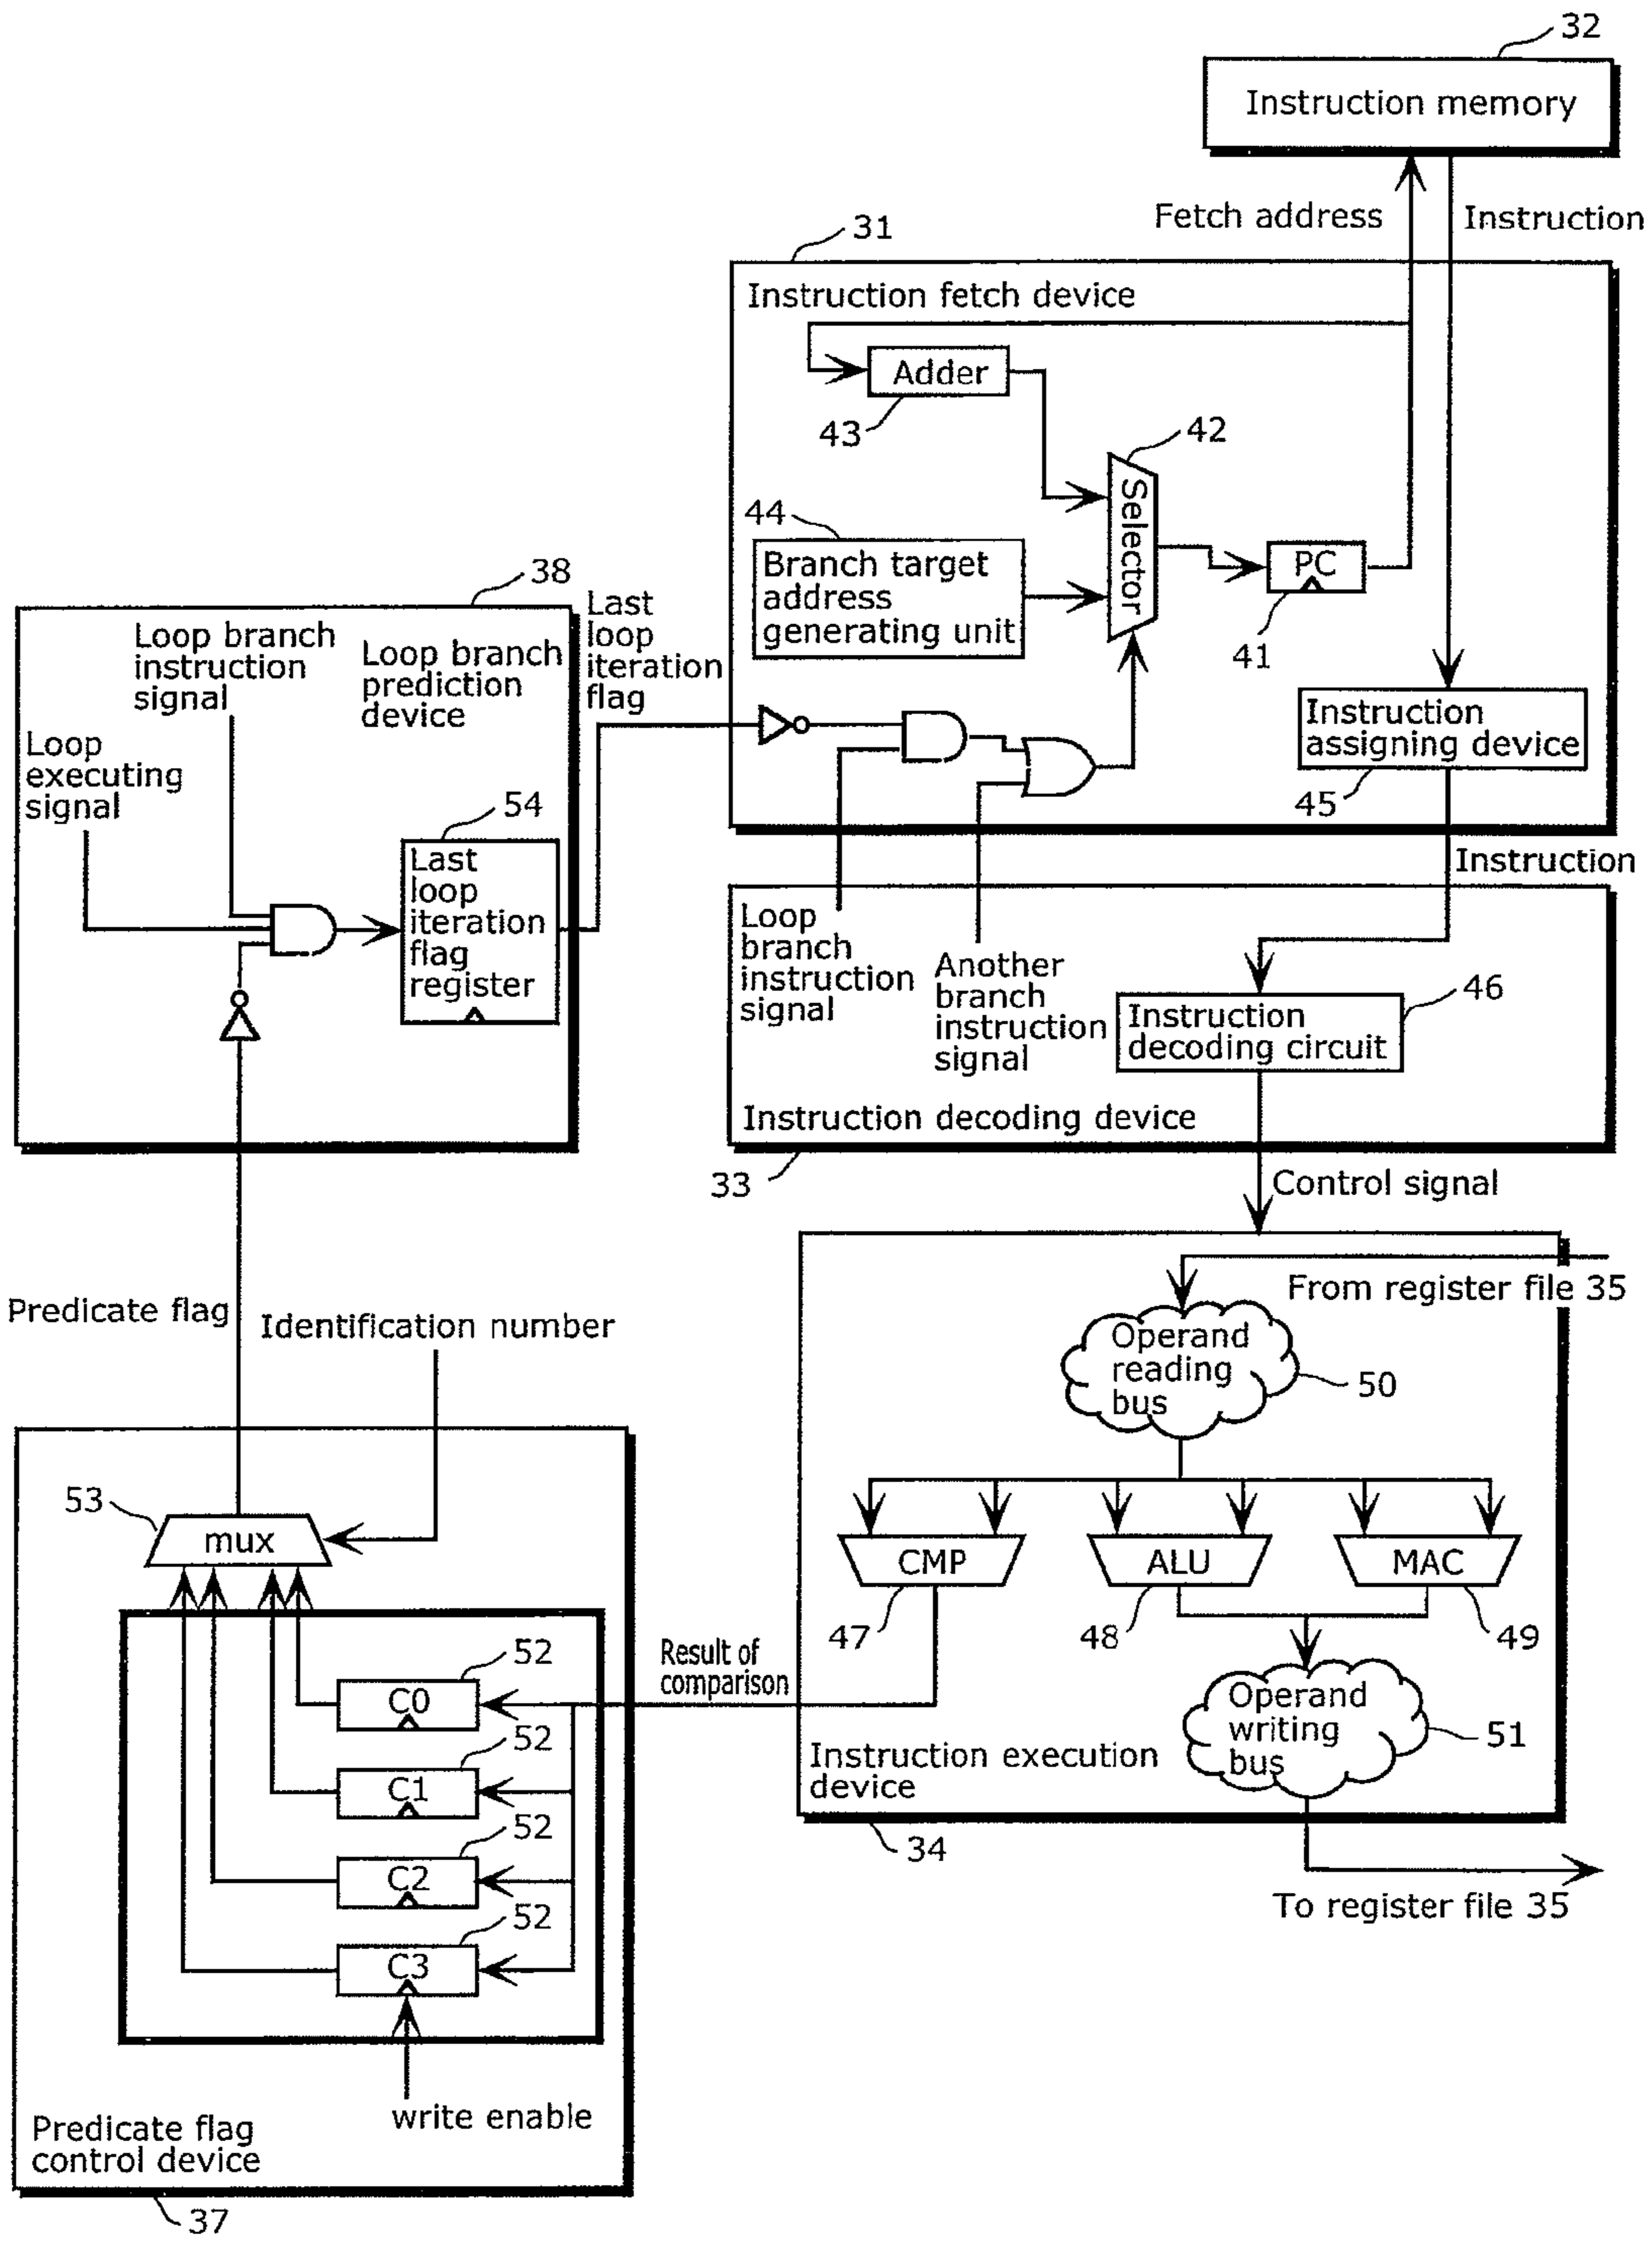 32
Instruction memory
Fetch address
Instruction
31
Instruction fetch device
Adder
43
42
Selector
44
Branch target
address
generating unit
PC
41
Instruction
assigning device
45
38
Loop branch
instruction
signal
Loop branch
prediction
device
Last
loop
iteration
flag
Loop
executing
signal
54
Last
loop
iteration
flag
register
Instruction
Loop
branch
instruction
signal
Another
branch
instruction
signal
46
Instruction
decoding circuit
Instruction decoding device
33
Control signal
From register file 35
Operand
reading
bus
50
Predicate flag
Identification number
53
mux
CMP
47
ALU
48
MAC
49
52
C0
52
C1
52
C2
52
C3
Result of
comparison
Operand
writing
bus
51
Instruction execution
device
34
To register file 35
write enable
Predicate flag
control device
37